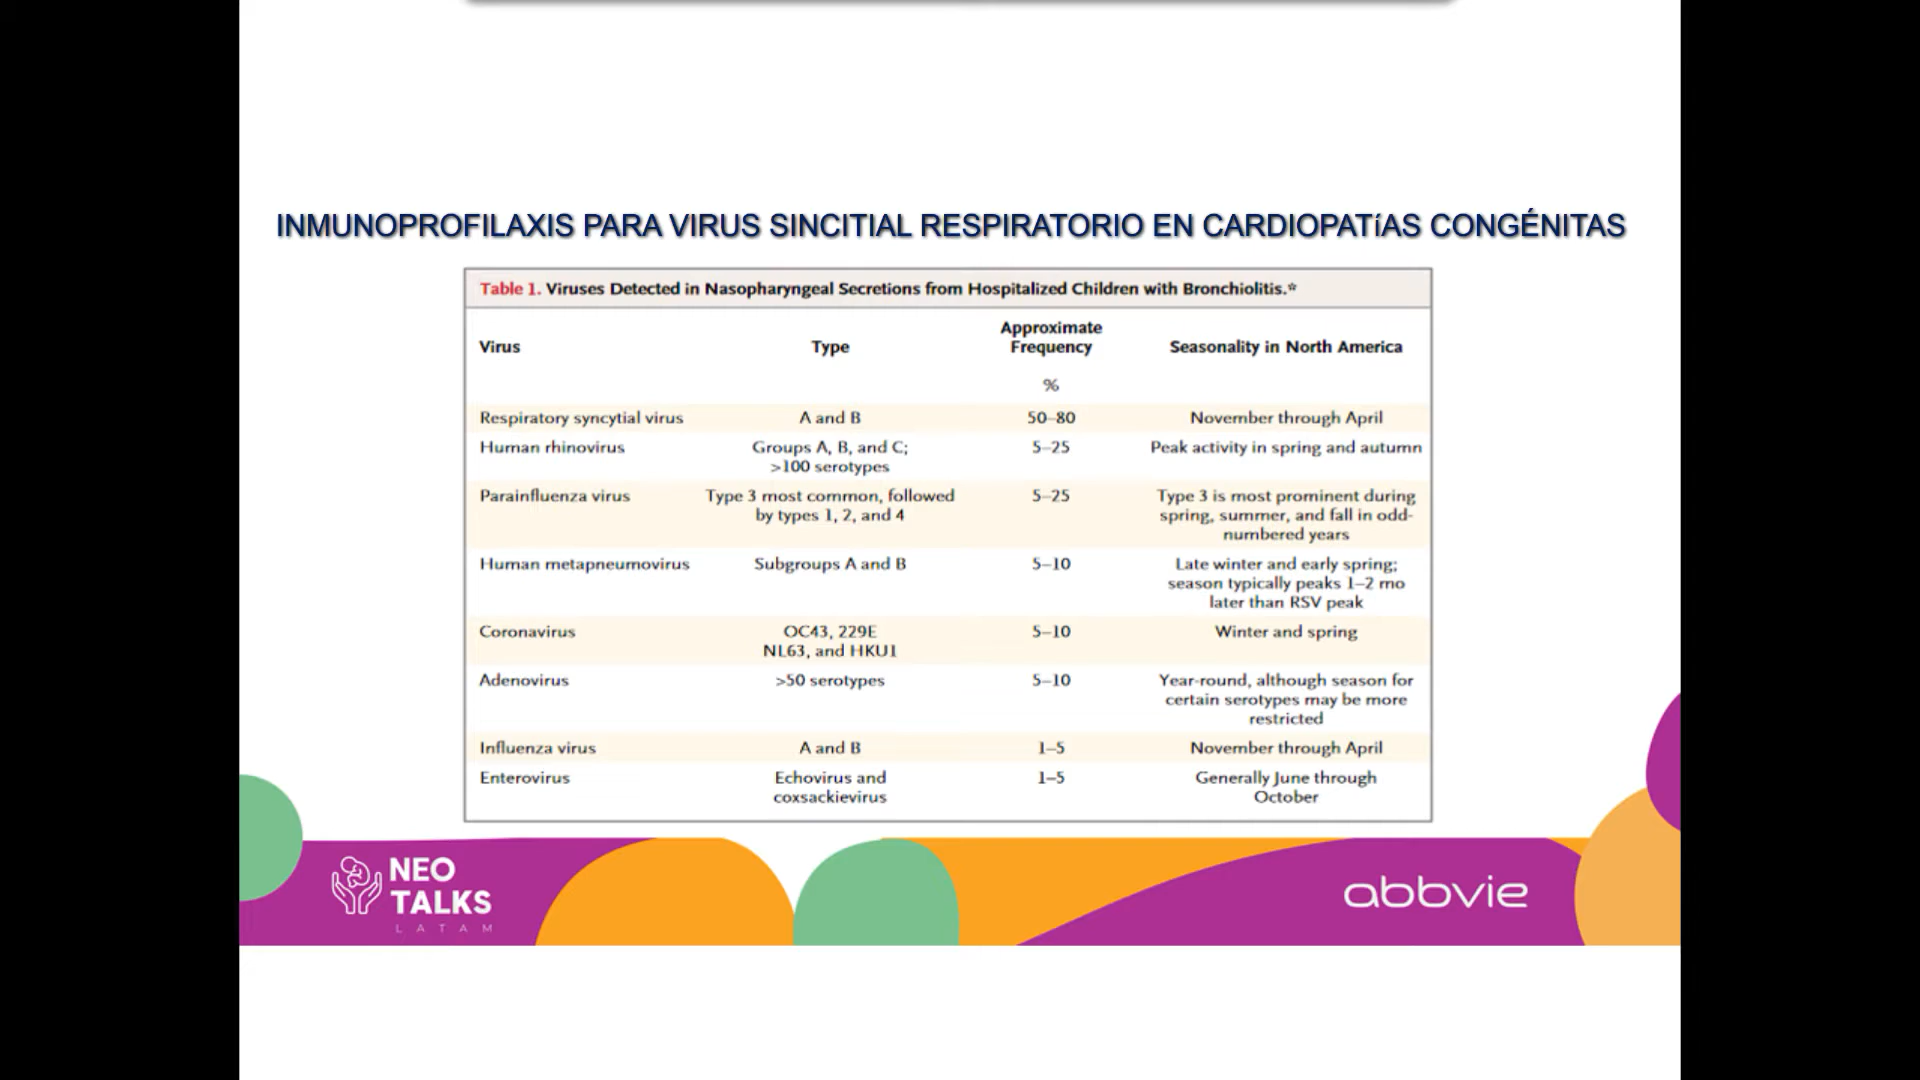 INMUNOPROFILAXIS PARA VIRUS SINCITIAL RESPIRATORIO EN CARDIOPATíAS CONGÉNITAS
Table 1. Viruses Detected in Nasopharyngeal Secretions from Hospitalized Children with Bronchiolitis.*
Virus Type Approximate Frequency Seasonality in North America
%
Respiratory syncytial virus A and B 50–80 November through April
Human rhinovirus Groups A, B, and C; 5–25 Peak activity in spring and autumn
>100 serotypes
Parainfluenza virus Type 3 most common, followed 5–25 Type 3 is most prominent during
by types 1, 2, and 4 spring, summer, and fall in odd-
numbered years
Human metapneumovirus Subgroups A and B 5–10 Late winter and early spring;
season typically peaks 1–2 mo
later than RSV peak
Coronavirus OC43, 229E 5–10 Winter and spring
NL63, and HKU1
Adenovirus >50 serotypes 5–10 Year-round, although season for
certain serotypes may be more
restricted
Influenza virus A and B 1–5 November through April
Enterovirus Echovirus and 1–5 Generally June through
coxsackievirus October
NEO
TALKS
LATAM
abbvie